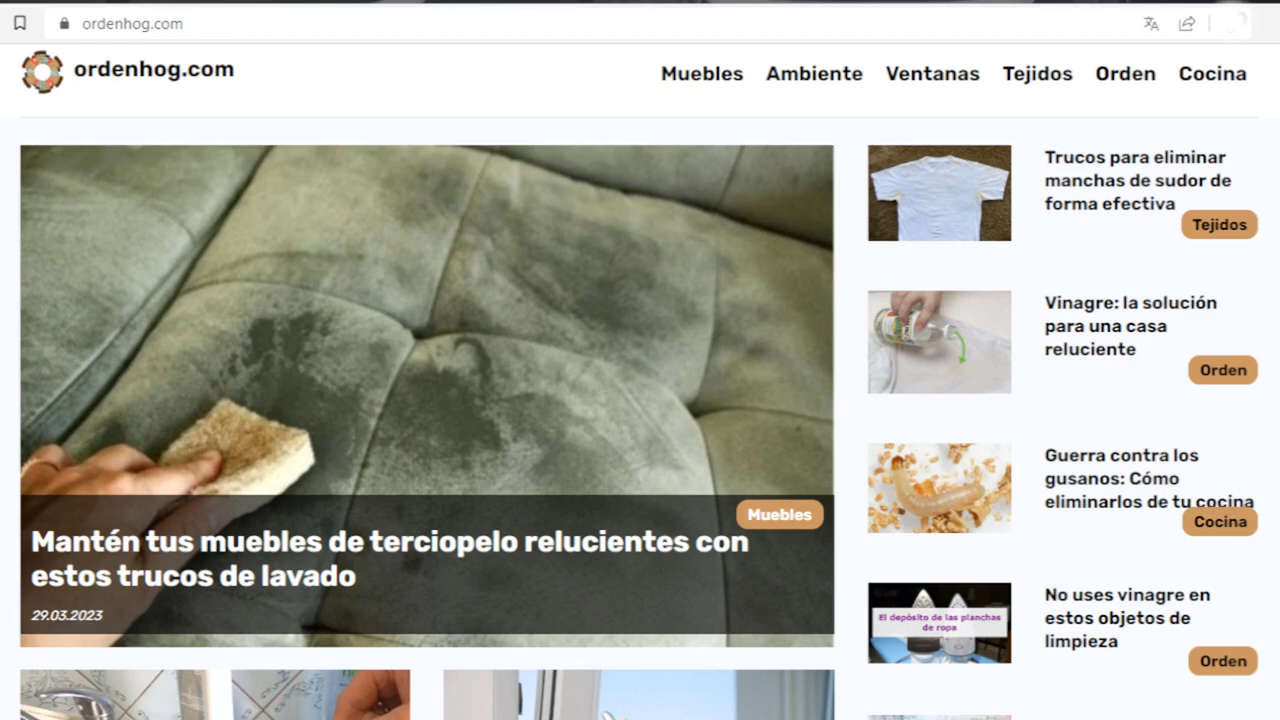 ordenhog.com
ordenhog.com
Muebles Ambiente Ventanas Tejidos Orden Cocina
Muebles
Mantén tus muebles de terciopelo relucientes con
estos trucos de lavado
29.03.2023
Trucos para eliminar
manchas de sudor de
forma efectiva
Tejidos
Vinagre: la solución
para una casa
reluciente
Orden
Guerra contra los
gusanos: Cómo
eliminarlos de tu cocina
Cocina
El depósito de las planchas
de ropa
No uses vinagre en
estos objetos de
limpieza
Orden